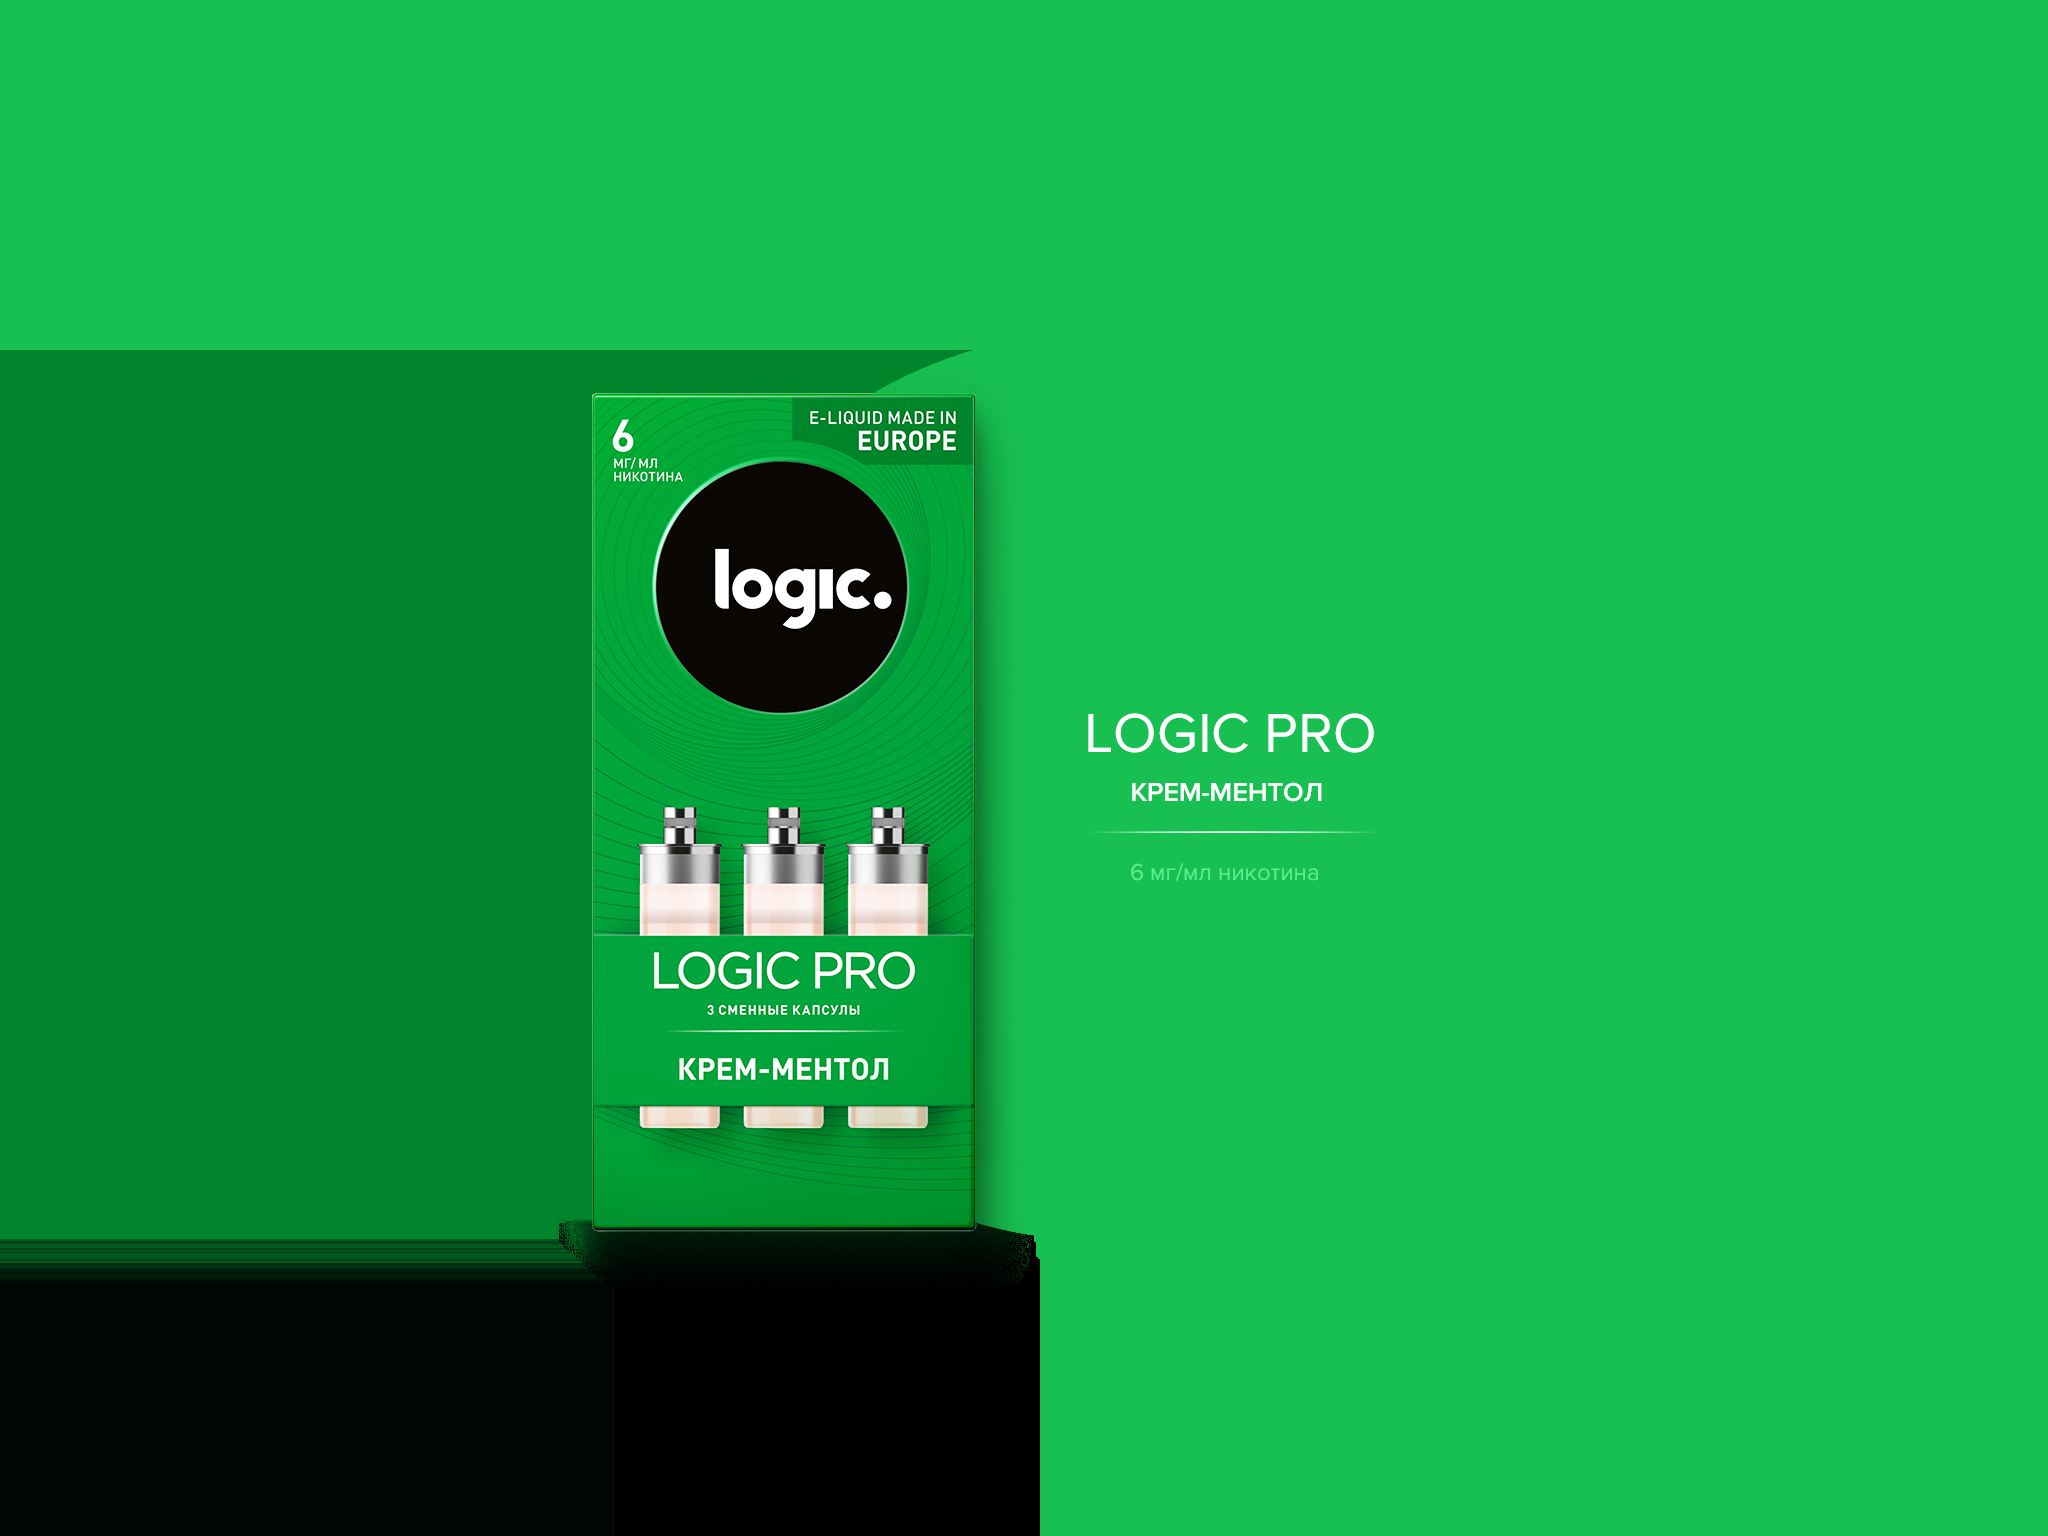 6
МГ/МЛ
НИКОТИНА
E-LIQUID MADE IN
EUROPE
logic.
LOGIC PRO
3 СМЕННЫЕ КАПСУЛЫ
КРЕМ-МЕНТОЛ
LOGIC PRO
КРЕМ-МЕНТОЛ
6 мг/мл никотина